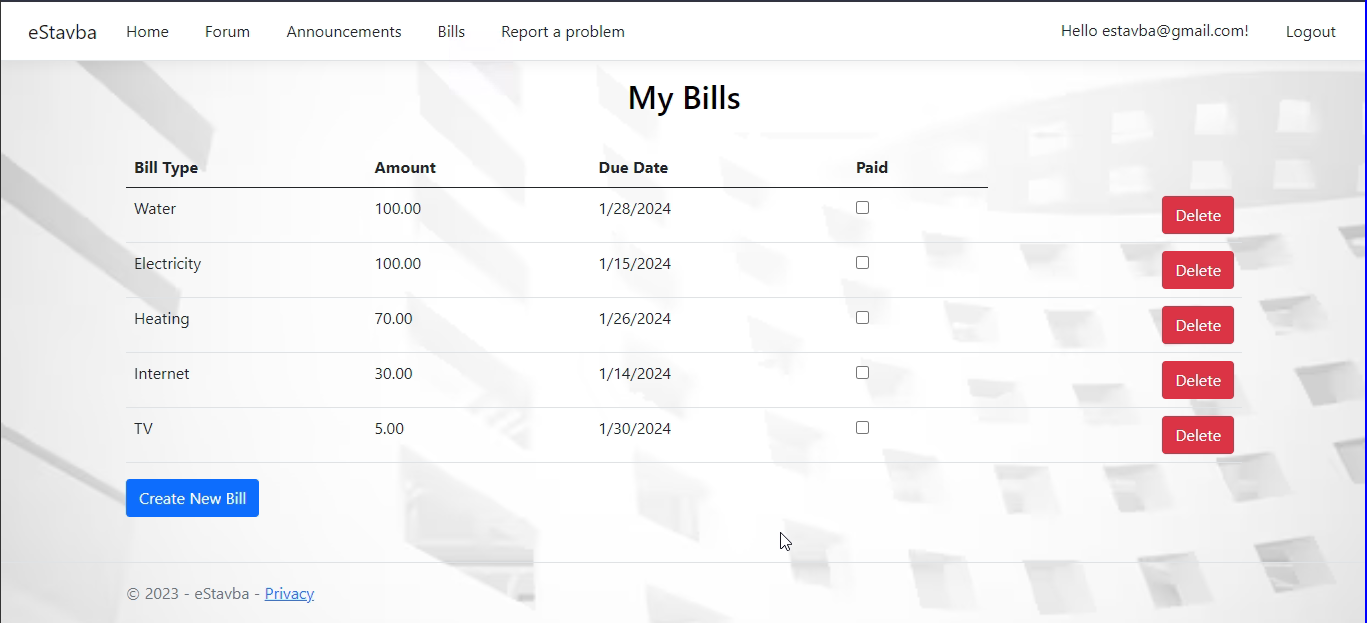 eStavba Home Forum Announcements Bills Report a problem Hello estavba@gmail.com! Logout
My Bills
Bill Type Amount Due Date Paid
Water 100.00 1/28/2024 Delete
Electricity 100.00 1/15/2024 Delete
Heating 70.00 1/26/2024 Delete
Internet 30.00 1/14/2024 Delete
TV 5.00 1/30/2024 Delete
Create New Bill
© 2023 - eStavba - Privacy